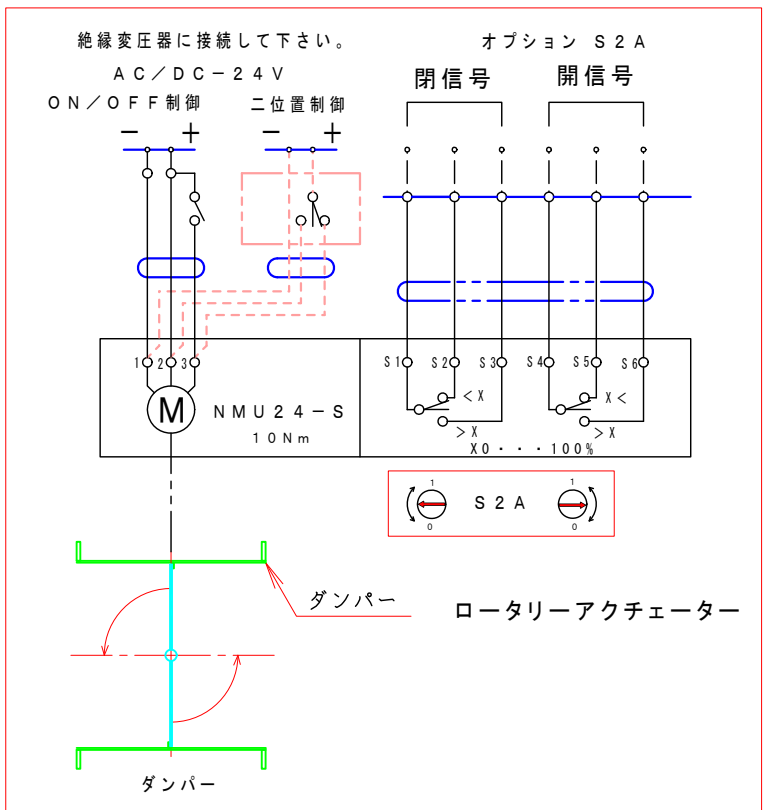 絶縁変圧器に接続して下さい。
オプション S2A
AC/DC-24V
閉信号 開信号
ON/OFF制御 二位置制御
- + - +
1 2 3 S1 S2 S3 S4 S5 S6
M NMU24-S
10Nm
<X X<
>X >X
X0・・・100%
1 1
S2A
0 0
ダンパー
ロータリーアクチェーター
ダンパー